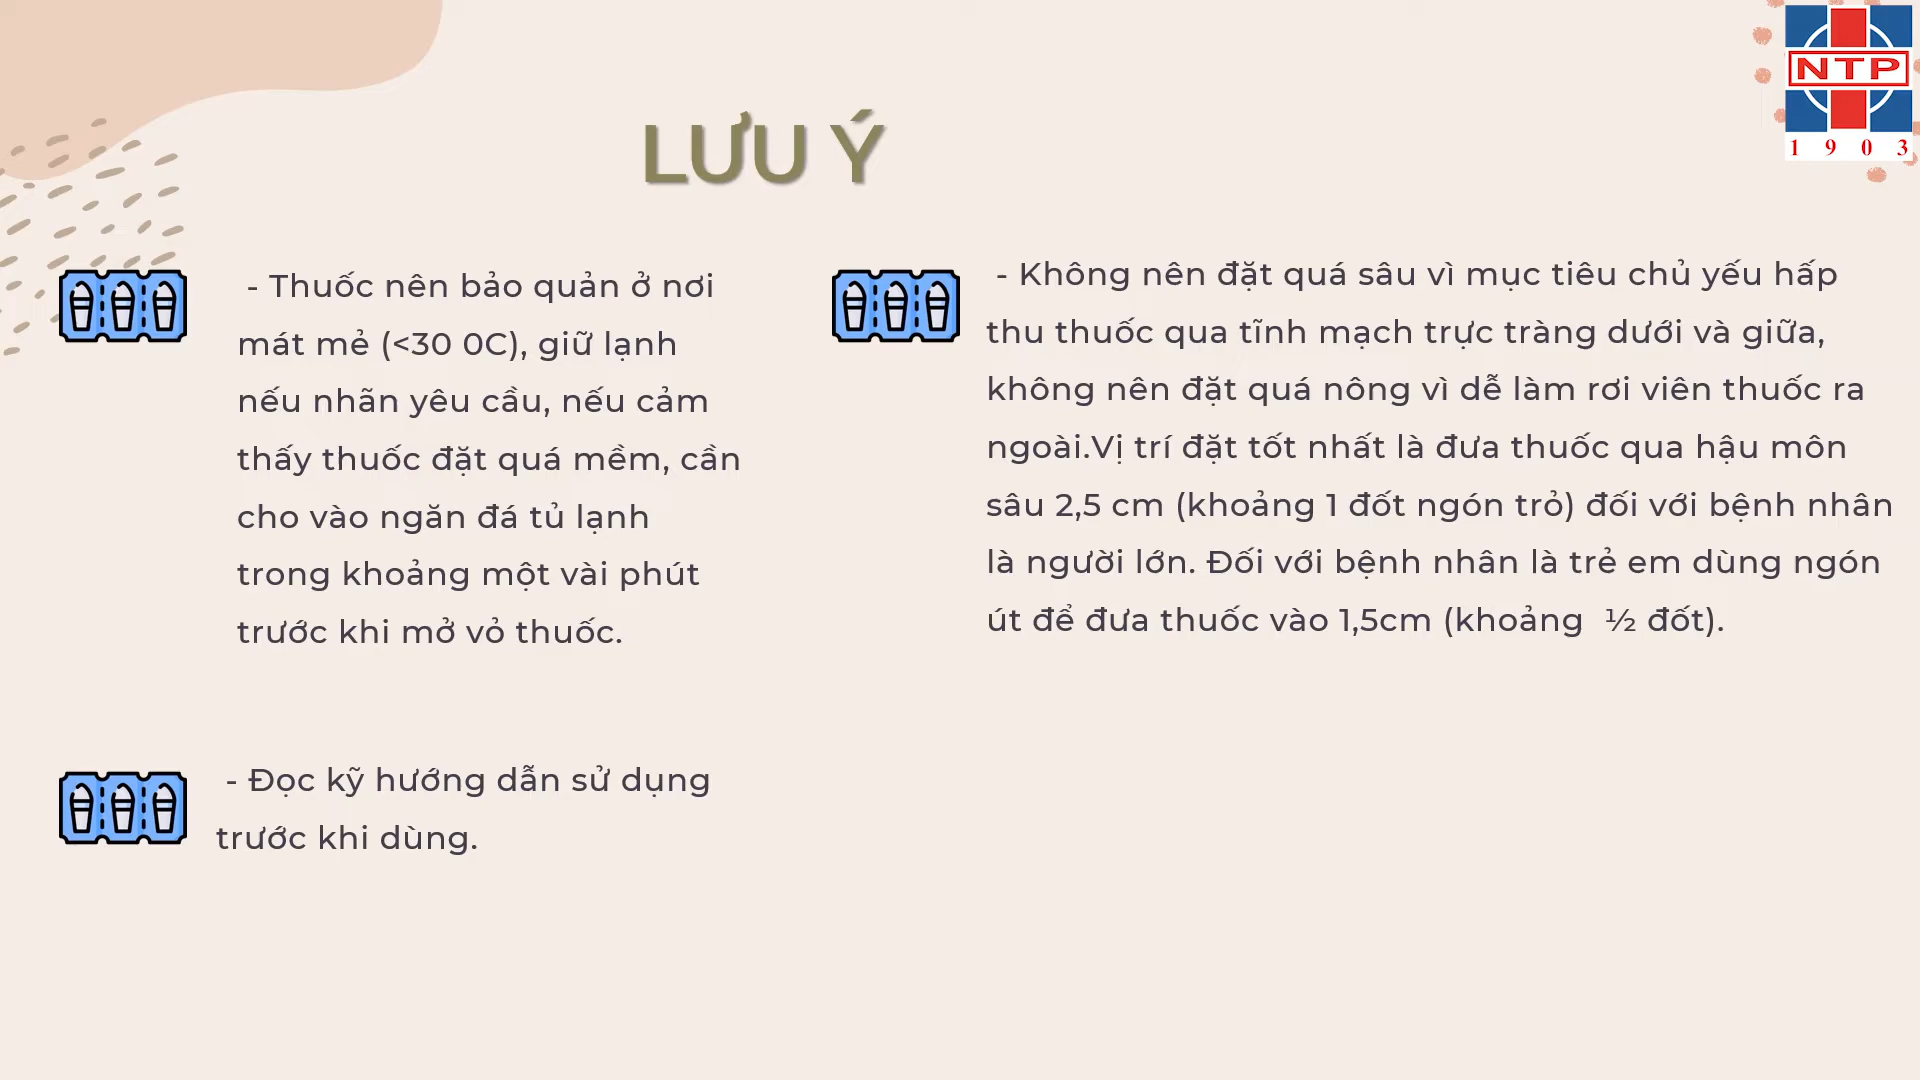 NTP
1 9 0 3
LƯU Ý
- Thuốc nên bảo quản ở nơi
mát mẻ (<30 0C), giữ lạnh
nếu nhãn yêu cầu, nếu cảm
thấy thuốc đặt quá mềm, cần
cho vào ngăn đá tủ lạnh
trong khoảng một vài phút
trước khi mở vỏ thuốc.
- Đọc kỹ hướng dẫn sử dụng
trước khi dùng.
- Không nên đặt quá sâu vì mục tiêu chủ yếu hấp
thu thuốc qua tĩnh mạch trực tràng dưới và giữa,
không nên đặt quá nông vì dễ làm rơi viên thuốc ra
ngoài.Vị trí đặt tốt nhất là đưa thuốc qua hậu môn
sâu 2,5 cm (khoảng 1 đốt ngón trỏ) đối với bệnh nhân
là người lớn. Đối với bệnh nhân là trẻ em dùng ngón
út để đưa thuốc vào 1,5cm (khoảng  ½ đốt).